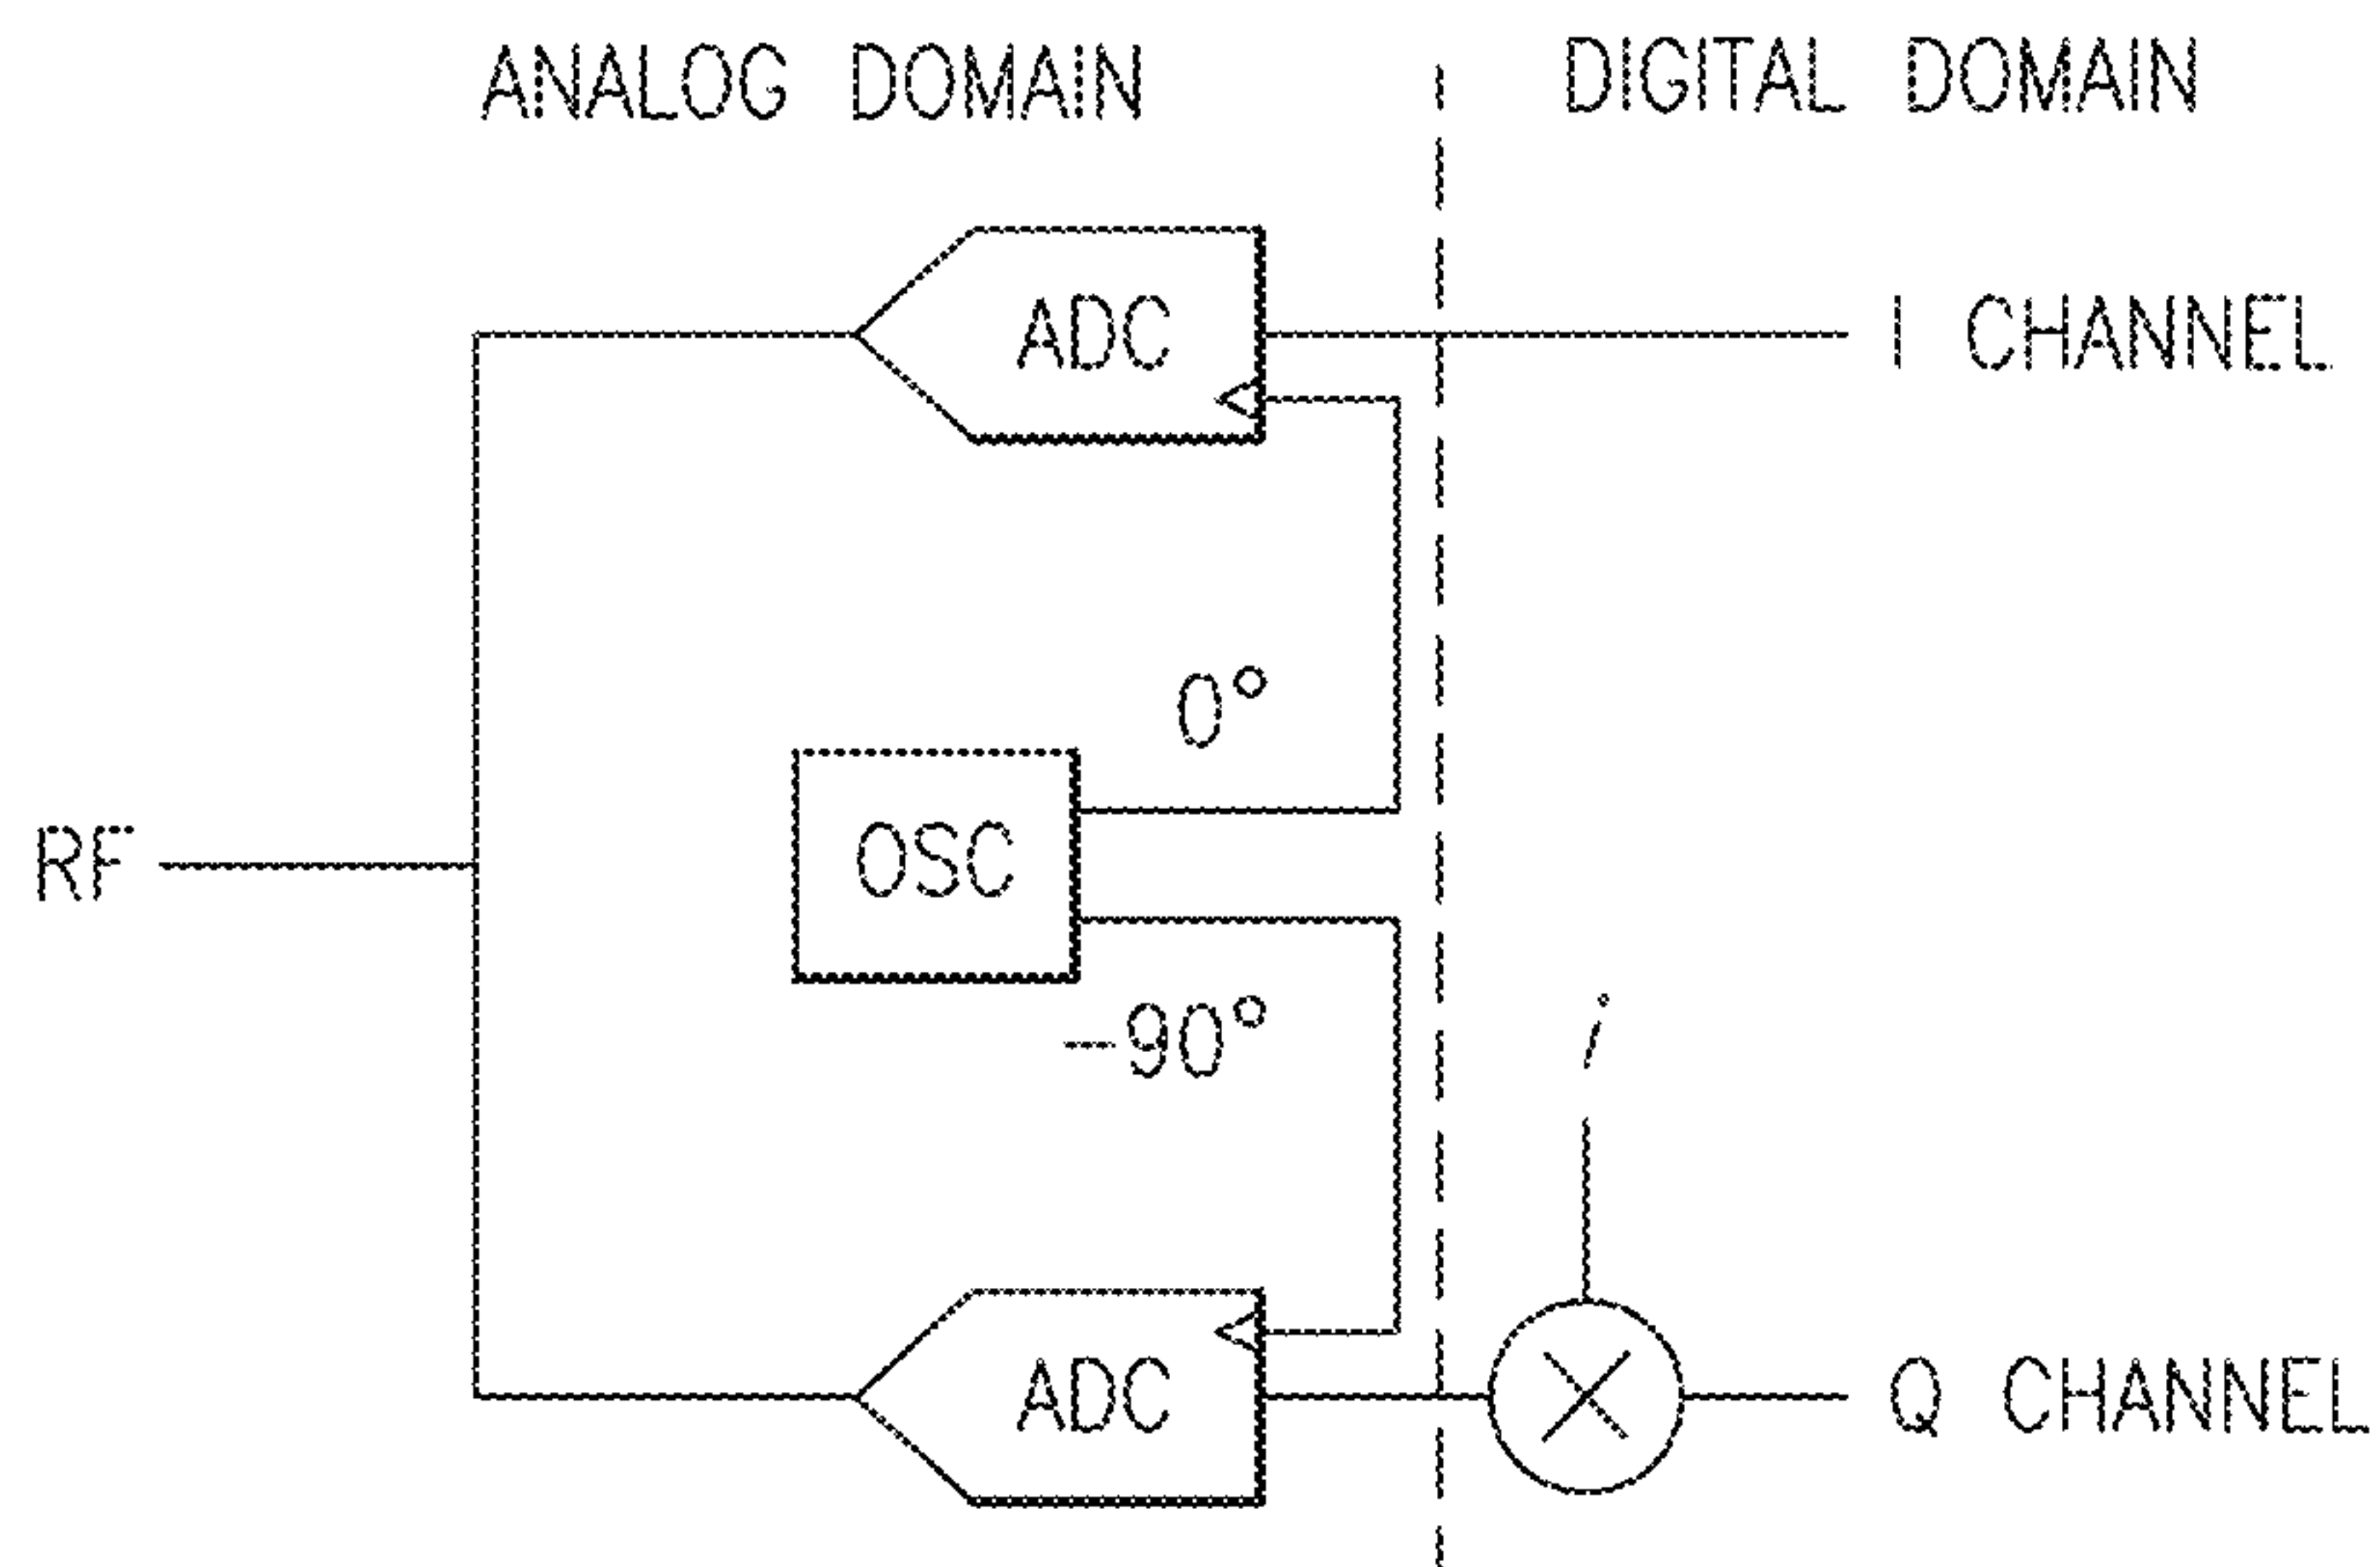 ANALOG DOMAIN
DIGITAL DOMAIN
ADC
I CHANNEL
0°
RF
OSC
-90°
i
ADC
Q CHANNEL